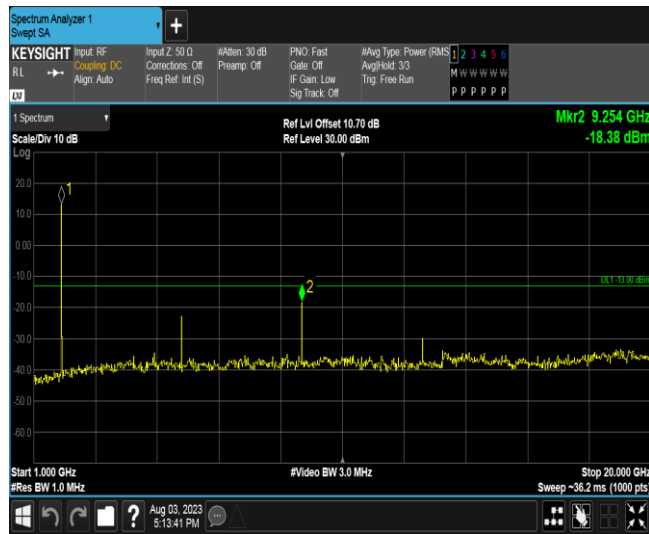 Spectrum Analyzer 1
Swept SA
+
KEYSIGHT
RL
LXI
Input: RF
Coupling: DC
Align: Auto
Input Z: 50 Ω
Corrections: Off
Freq Ref: Int (S)
#Atten: 30 dB
Preamp: Off
PNO: Fast
Gate: Off
IF Gain: Low
Sig Track: Off
#Avg Type: Power (RMS
Avg|Hold: 3/3
Trig: Free Run
1 2 3 4 5 6
M W W W W W
P P P P P P
1 Spectrum
Scale/Div 10 dB
Log
Ref Lvl Offset 10.70 dB
Ref Level 30.00 dBm
Mkr2 9.254 GHz
-18.38 dBm
20.0
10.0
0.00
-10.0
-20.0
-30.0
-40.0
-50.0
-60.0
1
2
DL1 -13.00 dBm
Start 1.000 GHz
#Res BW 1.0 MHz
#Video BW 3.0 MHz
Stop 20.000 GHz
Sweep ~36.2 ms (1000 pts)
?
Aug 03, 2023
5:13:41 PM